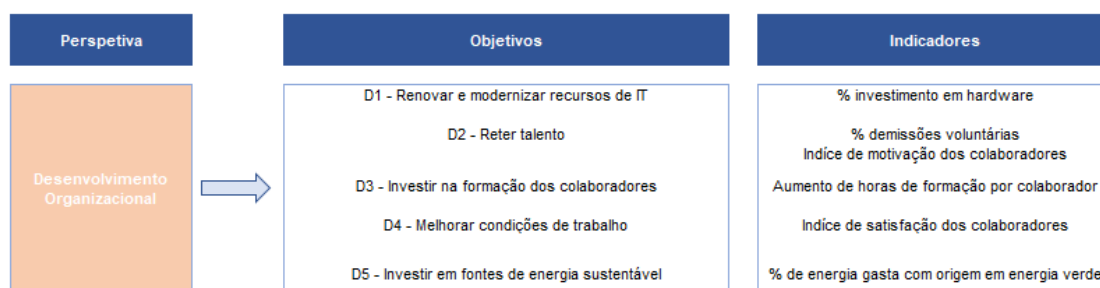 Perspetiva
Objetivos
Indicadores
Desenvolvimento
Organizacional
D1 - Renovar e modernizar recursos de IT
% investimento em hardware
D2 - Reter talento
% demissões voluntárias
Indíce de motivação dos colaboradores
D3 - Investir na formação dos colaboradores
Aumento de horas de formação por colaborador
D4 - Melhorar condições de trabalho
Indíce de satisfação dos colaboradores
D5 - Investir em fontes de energia sustentável
% de energia gasta com origem em energia verde